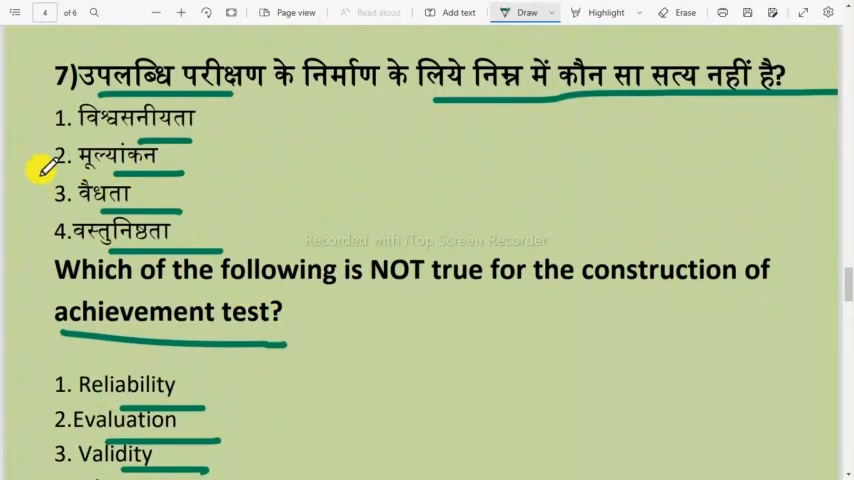 4 of 6 Page view Read aloud Add text Draw Highlight Erase
7)उपलब्धि परीक्षण के निर्माण के लिये निम्न में कौन सा सत्य नहीं है?
1. विश्वसनीयता
2. मूल्यांकन
3. वैधता
4.वस्तुनिष्ठता
Recorded with iTop Screen Recorder
Which of the following is NOT true for the construction of
achievement test?
1. Reliability
2.Evaluation
3. Validity